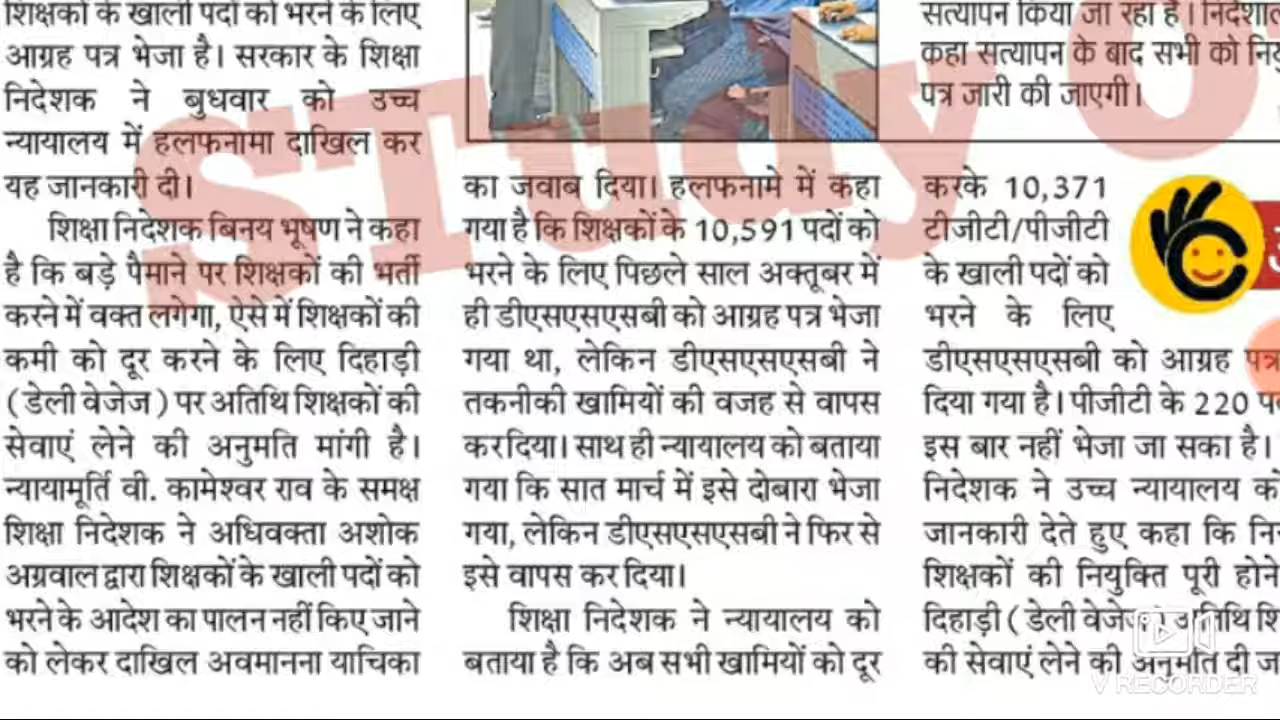 शिक्षकों के खाली पदों को भरने के लिए
आग्रह पत्र भेजा है। सरकार के शिक्षा
निदेशक ने बुधवार को उच्च
न्यायालय में हलफनामा दाखिल कर
यह जानकारी दी।
शिक्षा निदेशक बिनय भूषण ने कहा
है कि बड़े पैमाने पर शिक्षकों की भर्ती
करने में वक्त लगेगा, ऐसे में शिक्षकों की
कमी को दूर करने के लिए दिहाड़ी
(डेली वेजेज) पर अतिथि शिक्षकों की
सेवाएं लेने की अनुमति मांगी है।
न्यायामूर्ति वी. कामेश्वर राव के समक्ष
शिक्षा निदेशक ने अधिवक्ता अशोक
अग्रवाल द्वारा शिक्षकों के खाली पदों को
भरने के आदेश का पालन नहीं किए जाने
को लेकर दाखिल अवमानना याचिका
का जवाब दिया। हलफनामे में कहा
गया है कि शिक्षकों के 10,591 पदों को
भरने के लिए पिछले साल अक्तूबर में
ही डीएसएसएसबी को आग्रह पत्र भेजा
गया था, लेकिन डीएसएसएसबी ने
तकनीकी खामियों की वजह से वापस
कर दिया। साथ ही न्यायालय को बताया
गया कि सात मार्च में इसे दोबारा भेजा
गया, लेकिन डीएसएसएसबी ने फिर से
इसे वापस कर दिया।
शिक्षा निदेशक ने न्यायालय को
बताया है कि अब सभी खामियों को दूर
सत्यापन किया जा रहा है।
कहा सत्यापन के बाद सभी को
पत्र जारी की जाएगी।
करके 10,371
टीजीटी/पीजीटी
के खाली पदों को
भरने के लिए
डीएसएसएसबी को आग्रह पत्र
दिया गया है। पीजीटी के 220
इस बार नहीं भेजा जा सका है।
निदेशक ने उच्च न्यायालय को
जानकारी देते हुए कहा कि
शिक्षकों की नियुक्ति पूरी होने
दिहाड़ी (डेली वेजेज)
की सेवाएं लेने की अनुमति दी
Study
V RECORDER